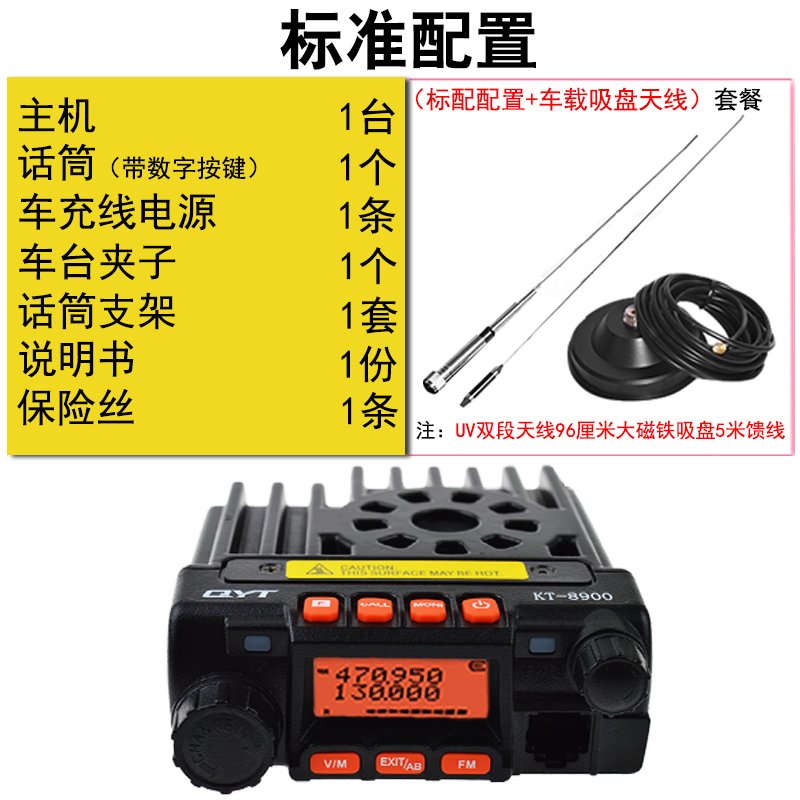 标准配置
主机 1台
话筒（带数字按键） 1个
车充线电源 1条
车台夹子 1个
话筒支架 1套
说明书 1份
保险丝 1条
（标配配置+车载吸盘天线）套餐
注：UV双段天线96厘米大磁铁吸盘5米馈线
CAUTION:
THIS SURFACE MAY BE HOT.
QYT
KT-8900
F CALL MONI
470.950
130.000
V/M EXIT/AB FM